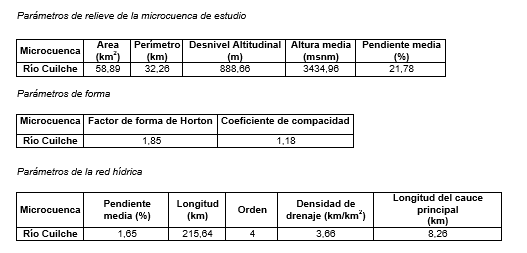 Parámetros de relieve de la microcuenca de estudio
Microcuenca Area (km²) Perímetro (km) Desnivel Altitudinal (m) Altura media (msnm) Pendiente media (%)
Río Cuilche 58,89 32,26 888,66 3434,96 21,78
Parámetros de forma
Microcuenca Factor de forma de Horton Coeficiente de compacidad
Río Cuilche 1,85 1,18
Parámetros de la red hídrica
Microcuenca Pendiente media (%) Longitud (km) Orden Densidad de drenaje (km/km²) Longitud del cauce principal (km)
Río Cuilche 1,65 215,64 4 3,66 8,26